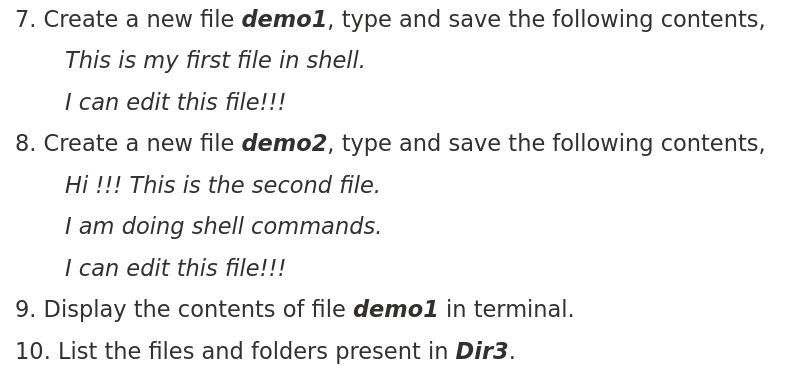 7. Create a new file demo1, type and save the following contents,
This is my first file in shell.
I can edit this file!!!
8. Create a new file demo2, type and save the following contents,
Hi !!! This is the second file.
I am doing shell commands.
I can edit this file!!!
9. Display the contents of file demo1 in terminal.
10. List the files and folders present in Dir3.